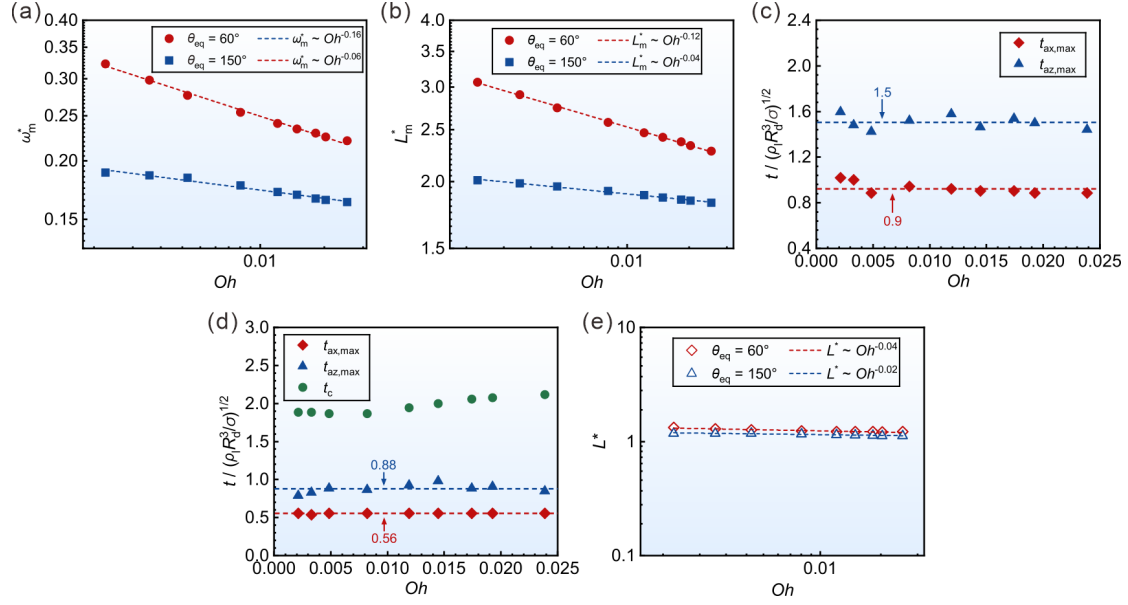 (a)
0.40
0.30
0.25
0.20
0.15
ω*m
θeq = 60°
ω*m ~ Oh-0.16
θeq = 150°
ω*m ~ Oh-0.06
0.01
Oh
(b)
4.0
3.0
2.5
2.0
1.5
L*m
θeq = 60°
L*m ~ Oh-0.12
θeq = 150°
L*m ~ Oh-0.04
0.01
Oh
(c)
2.4
2.0
1.6
1.2
0.8
0.4
t / (ρlR3d/σ)1/2
tax,max
taz,max
1.5
0.9
0.000 0.005 0.010 0.015 0.020 0.025
Oh
(d)
3.0
2.5
2.0
1.5
1.0
0.5
0.0
t / (ρlR3d/σ)1/2
tax,max
taz,max
tc
0.88
0.56
0.000 0.005 0.010 0.015 0.020 0.025
Oh
(e)
10
1
0.1
L*
θeq = 60°
L* ~ Oh-0.04
θeq = 150°
L* ~ Oh-0.02
0.01
Oh